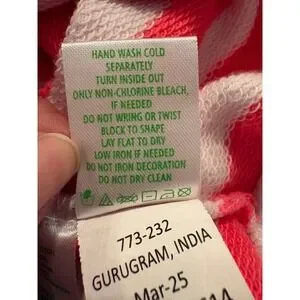 HAND WASH COLD
SEPARATELY
TURN INSIDE OUT
ONLY NON-CHLORINE BLEACH,
IF NEEDED
DO NOT WRING OR TWIST
BLOCK TO SHAPE
LAY FLAT TO DRY
LOW IRON IF NEEDED
DO NOT IRON DECORATION
DO NOT DRY CLEAN
773-232
GURUGRAM, INDIA
Mar-25